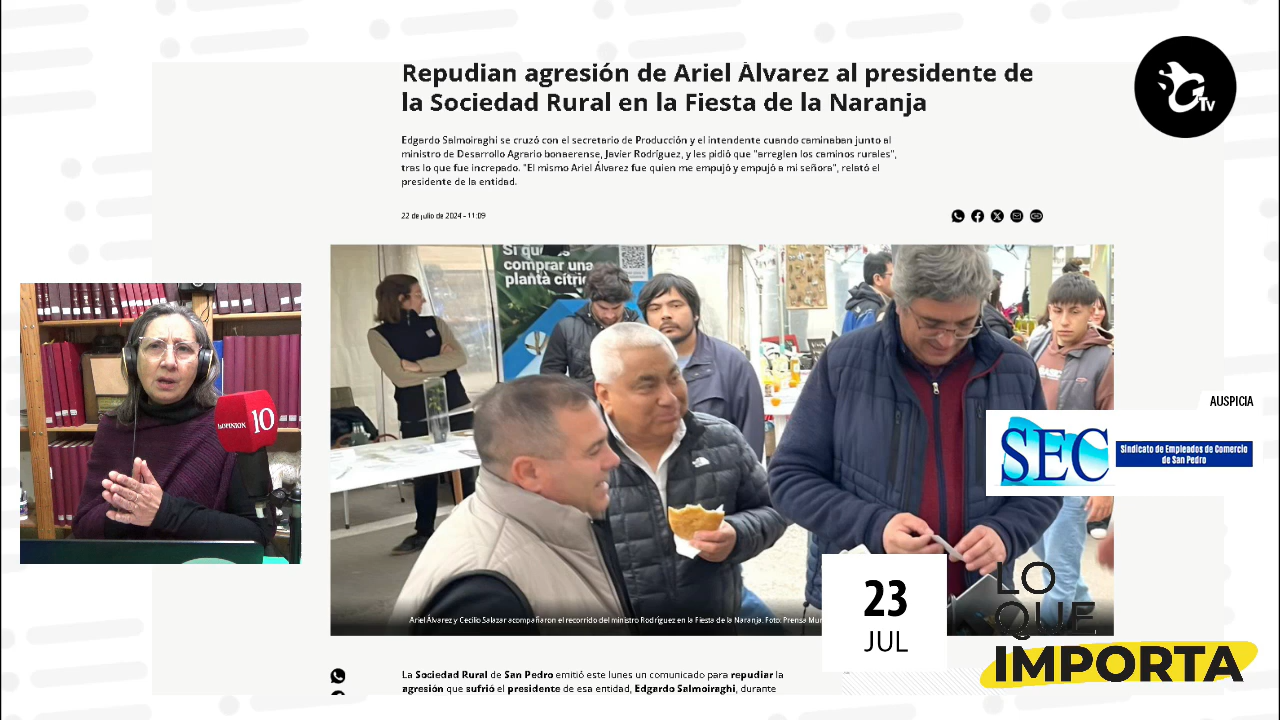 Repudian agresión de Ariel Álvarez al presidente de
la Sociedad Rural en la Fiesta de la Naranja
Edgardo Salmoiraghi se cruzó con el secretario de Producción y el intendente cuando caminaban junto al
ministro de Desarrollo Agrario bonaerense, Javier Rodríguez, y les pidió que "arreglen los caminos rurales",
tras lo que fue increpado. "El mismo Ariel Álvarez fue quien me empujó y empujó a mi señora", relató el
presidente de la entidad.
22 de julio de 2024 - 11:09
G Tv
comprar una
planta cítric
laOPINION 10
AUSPICIA
SEC
Sindicato de Empleados de Comercio
de San Pedro
Ariel Álvarez y Cecilio Salazar acompañaron el recorrido del ministro Rodríguez en la Fiesta de la Naranja. Foto: Prensa Mun
23
JUL
LO
QUE
IMPORTA
La Sociedad Rural de San Pedro emitió este lunes un comunicado para repudiar la
agresión que sufrió el presidente de esa entidad, Edgardo Salmoiraghi, durante